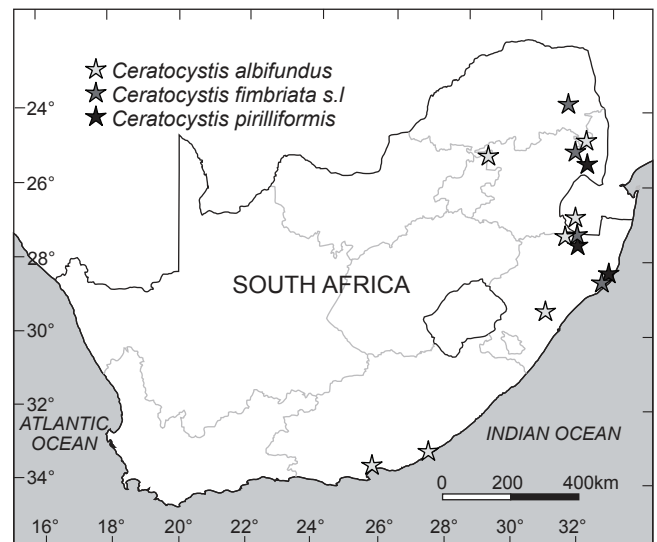 Ceratocystis albifundus
Ceratocystis fimbriata s.l
Ceratocystis pirilliformis
24°
26°
28°
30°
32°
34°
SOUTH AFRICA
ATLANTIC
OCEAN
INDIAN OCEAN
0 200 400km
16° 18° 20° 22° 24° 26° 28° 30° 32°